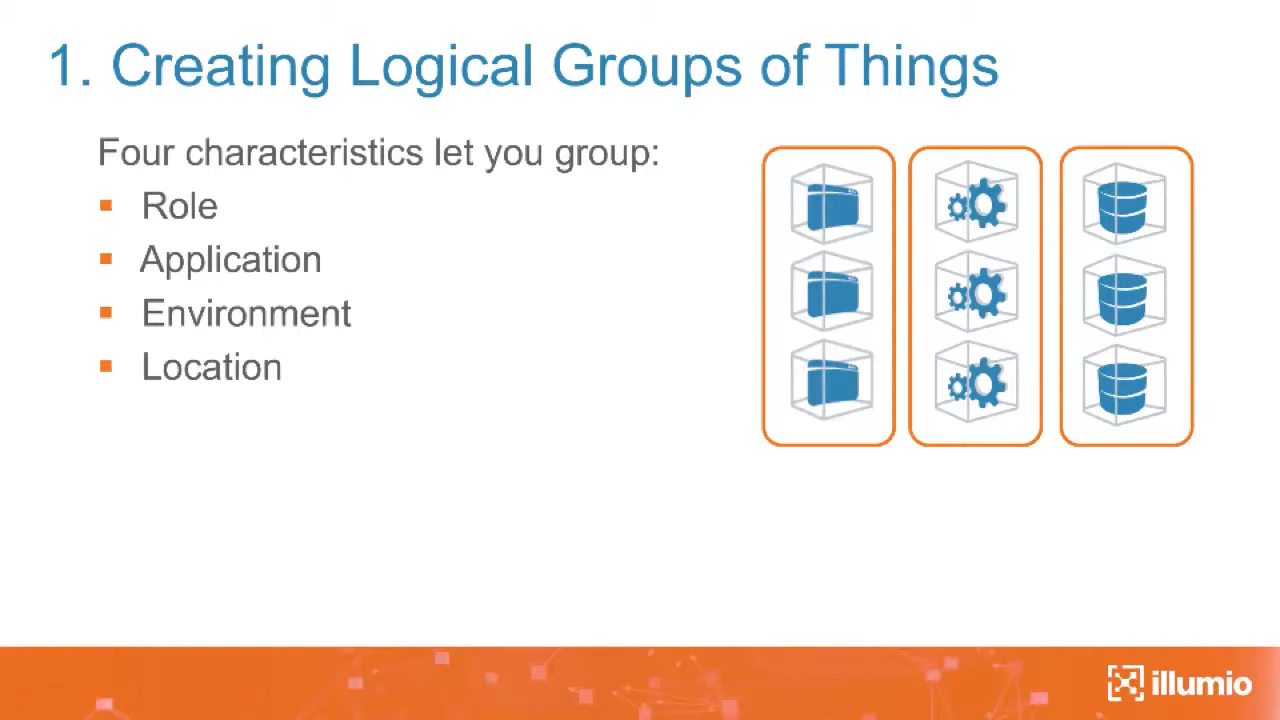 1. Creating Logical Groups of Things
Four characteristics let you group:
▪ Role
▪ Application
▪ Environment
▪ Location
illumio